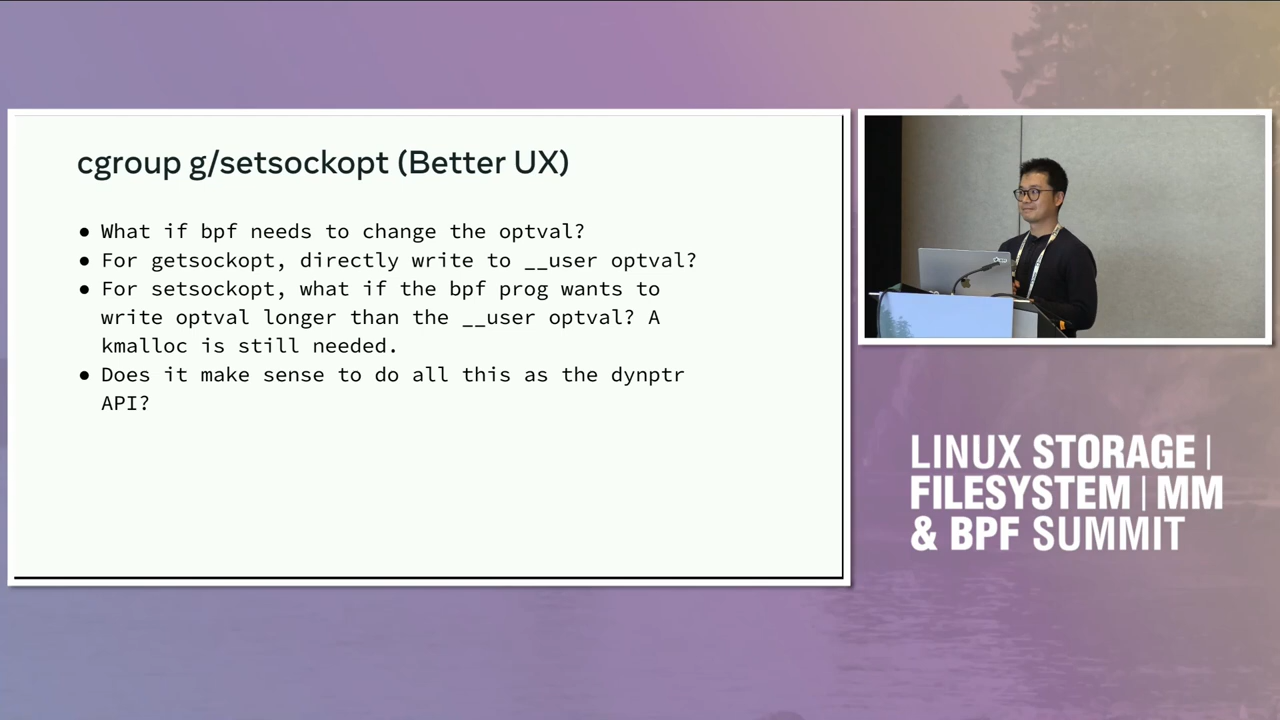 cgroup g/setsockopt (Better UX)
● What if bpf needs to change the optval?
● For getsockopt, directly write to __user optval?
● For setsockopt, what if the bpf prog wants to
write optval longer than the __user optval? A
kmalloc is still needed.
● Does it make sense to do all this as the dynptr
API?
LINUX STORAGE |
FILESYSTEM | MM
& BPF SUMMIT